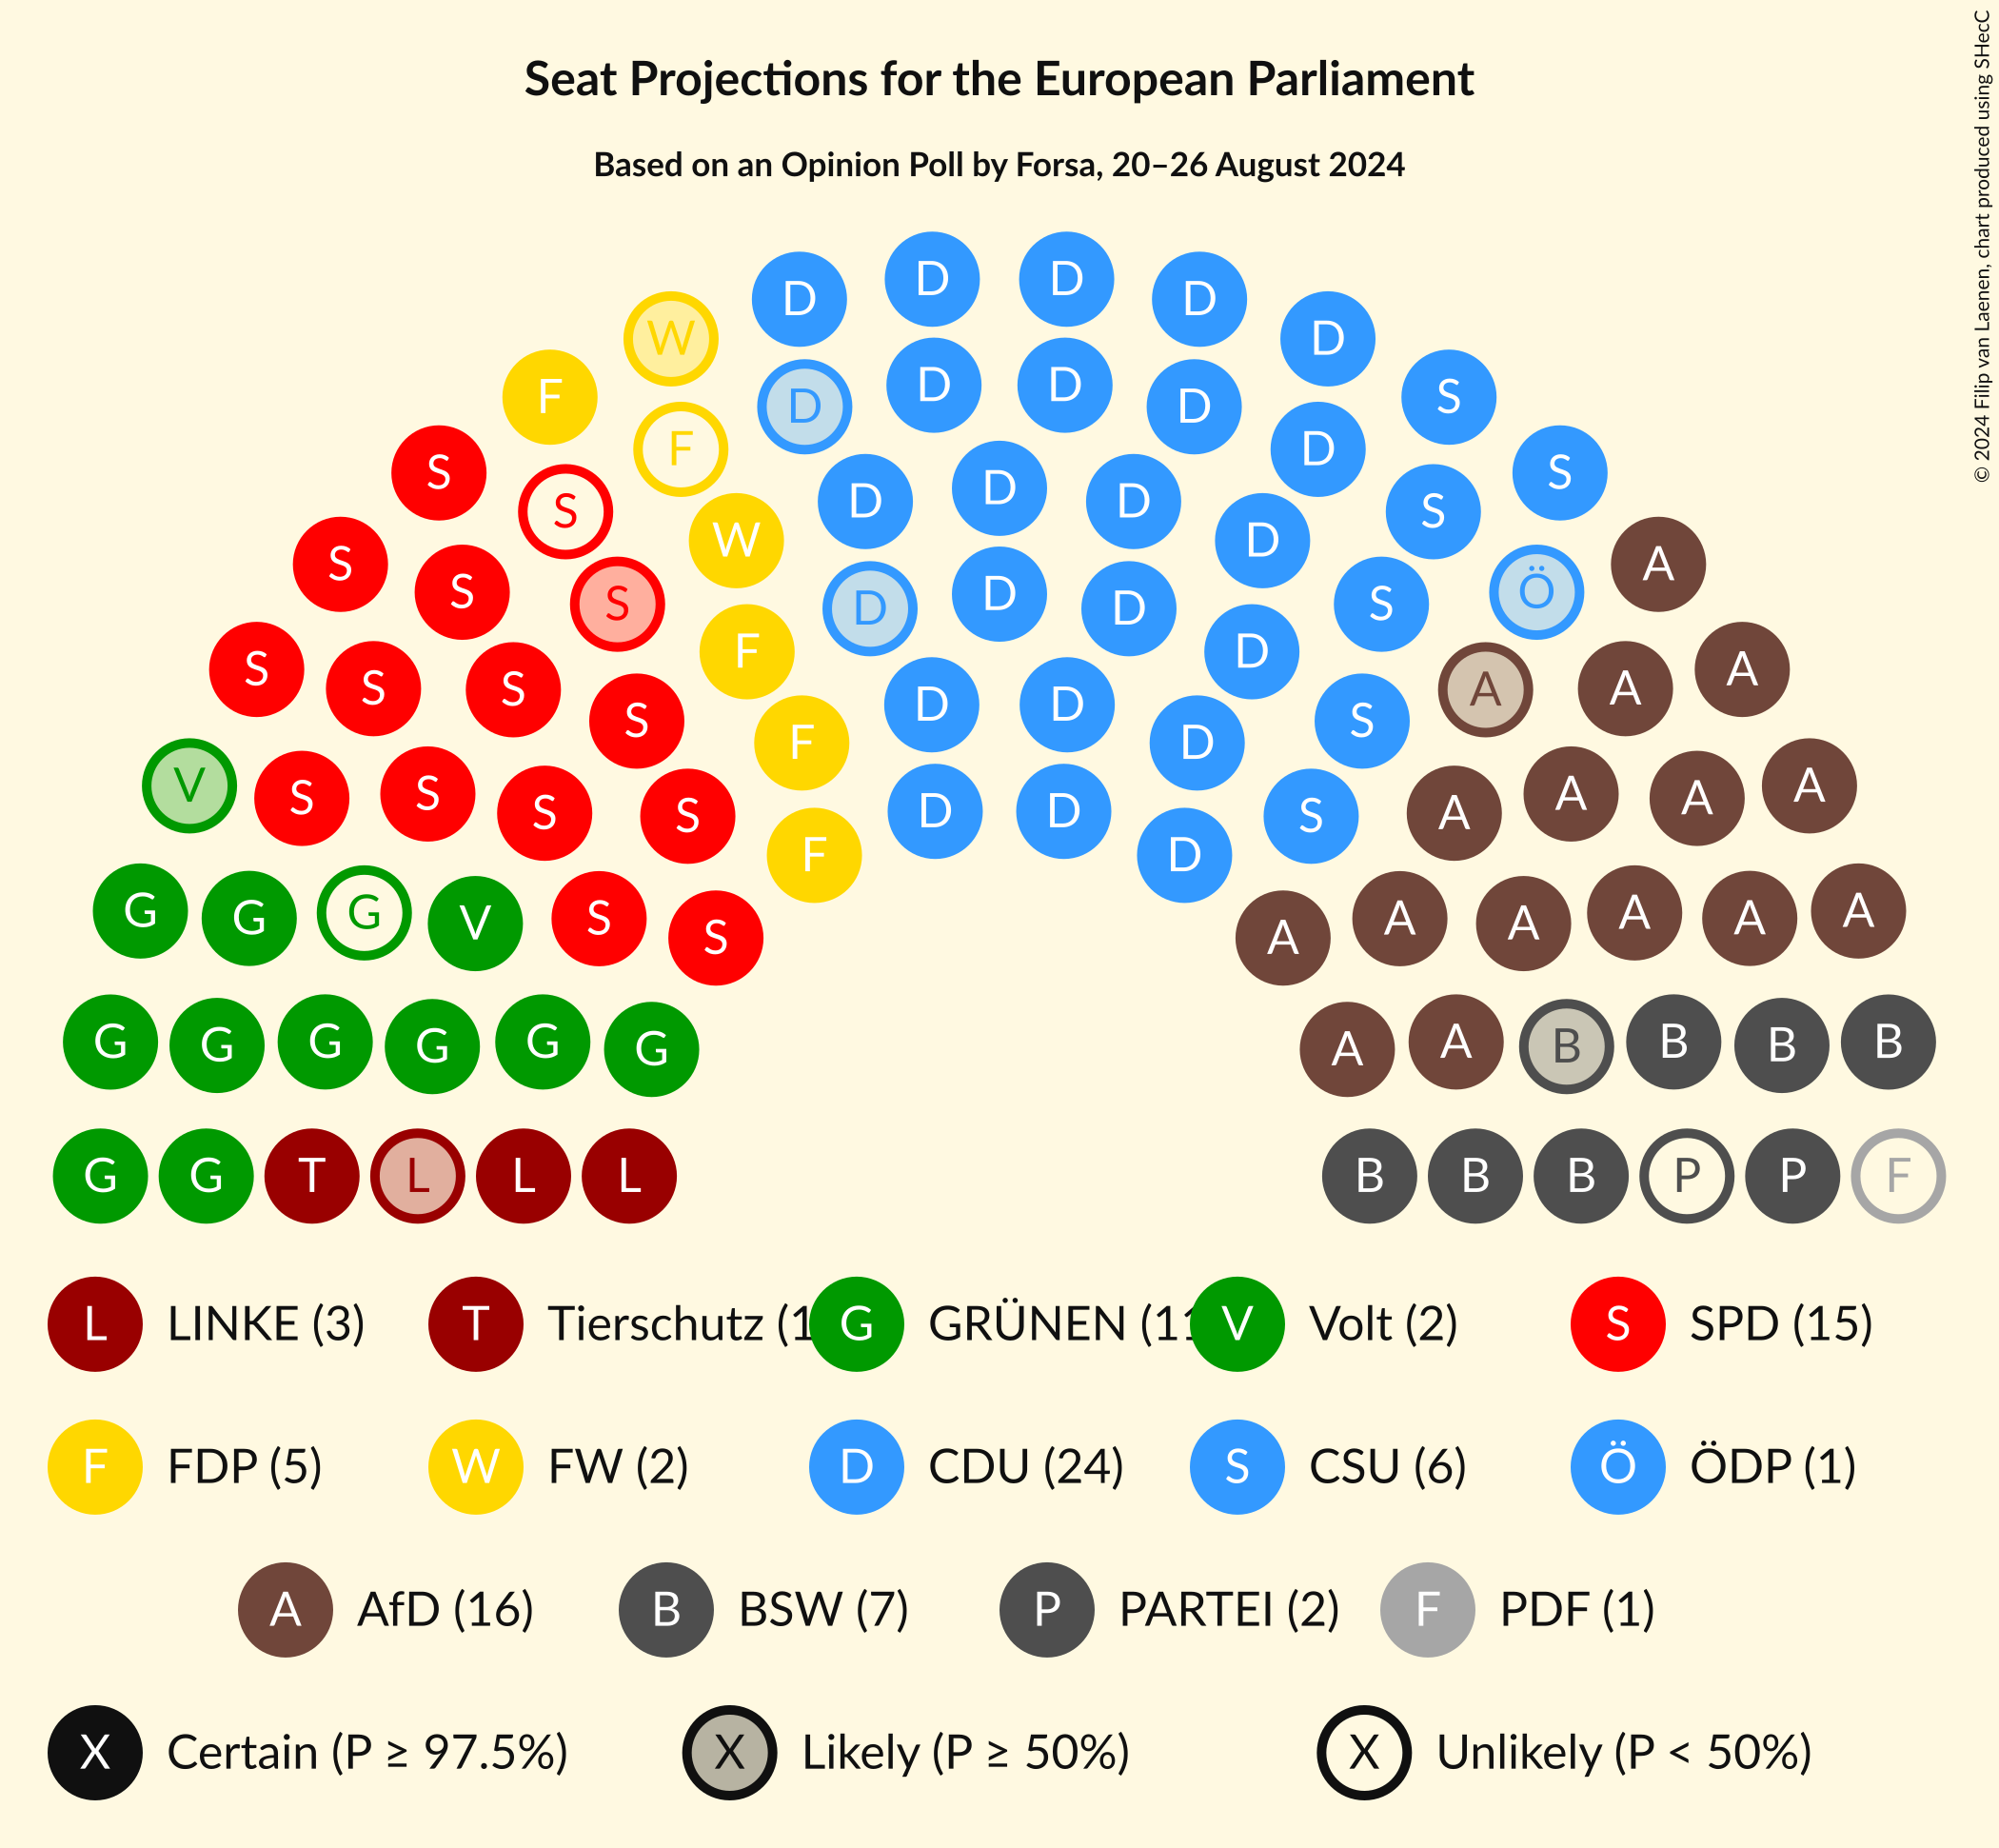 © 2024 Filip van Laenen, chart produced using SHecC
Seat Projections for the European Parliament
Based on an Opinion Poll by Forsa, 20–26 August 2024
D D D D
W D
F D D D D S
S F D S
S D D D S
S W D A
S S D D D S Ö
S S S F D A A A
S F D D D S
V S S S S D D S A A A A
F D
G G G V S S A A A A A A
G G G G G G A A B B B B
G G T L L L B B B P P F
L LINKE (3) T Tierschutz (1 G GRÜNEN (11 V Volt (2) S SPD (15)
F FDP (5) W FW (2) D CDU (24) S CSU (6) Ö ÖDP (1)
A AfD (16) B BSW (7) P PARTEI (2) F PDF (1)
X Certain (P ≥ 97.5%) X Likely (P ≥ 50%) X Unlikely (P < 50%)